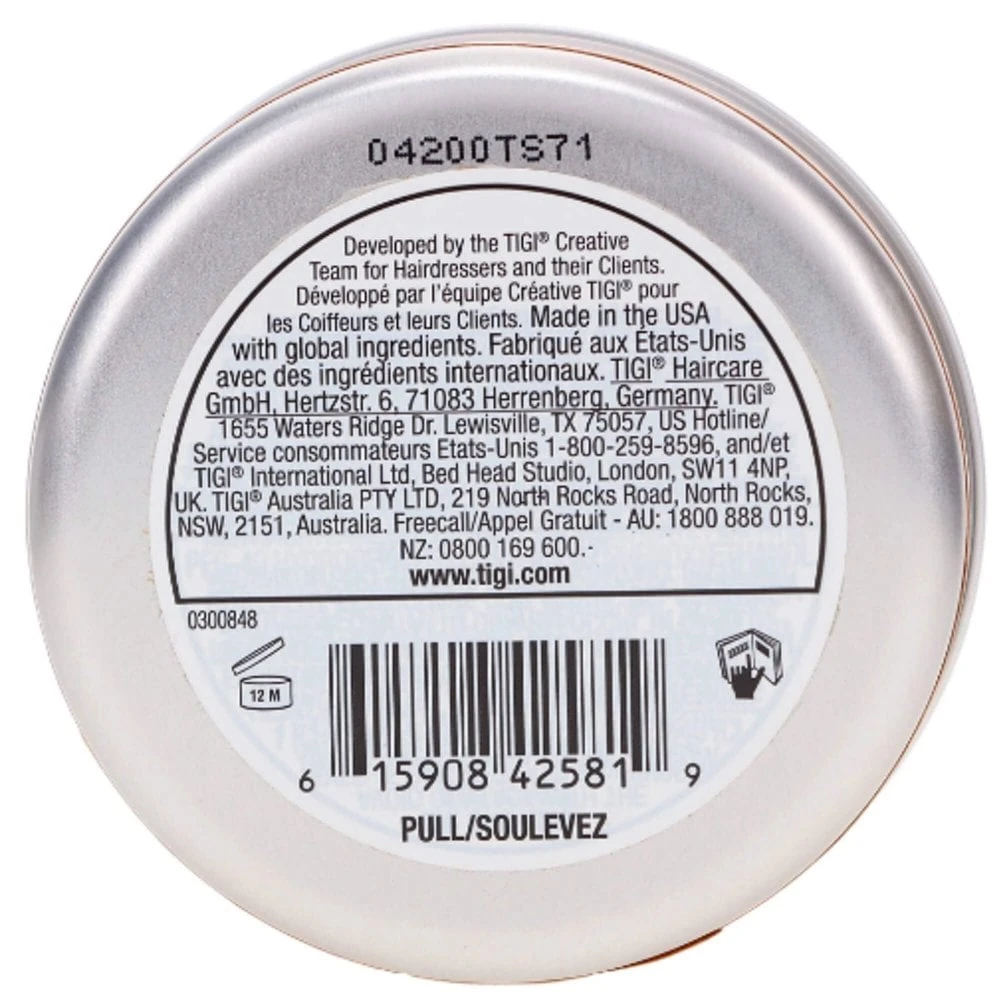 04200TS71
Developed by the TIGI® Creative
Team for Hairdressers and their Clients.
Développé par l'équipe Créative TIGI® pour
les Coiffeurs et leurs Clients. Made in the USA
with global ingredients. Fabriqué aux États-Unis
avec des ingrédients internationaux. TIGI® Haircare
GmbH, Hertzstr. 6, 71083 Herrenberg, Germany. TIGI®
1655 Waters Ridge Dr. Lewisville, TX 75057, US Hotline/
Service consommateurs Etats-Unis 1-800-259-8596, and/et
TIGI® International Ltd, Bed Head Studio, London, SW11 4NP,
UK. TIGI® Australia PTY LTD, 219 North Rocks Road, North Rocks,
NSW, 2151, Australia. Freecall/Appel Gratuit - AU: 1800 888 019.
NZ: 0800 169 600.-
www.tigi.com
0300848
12 M
6 15908 42581 9
PULL/SOULEVEZ